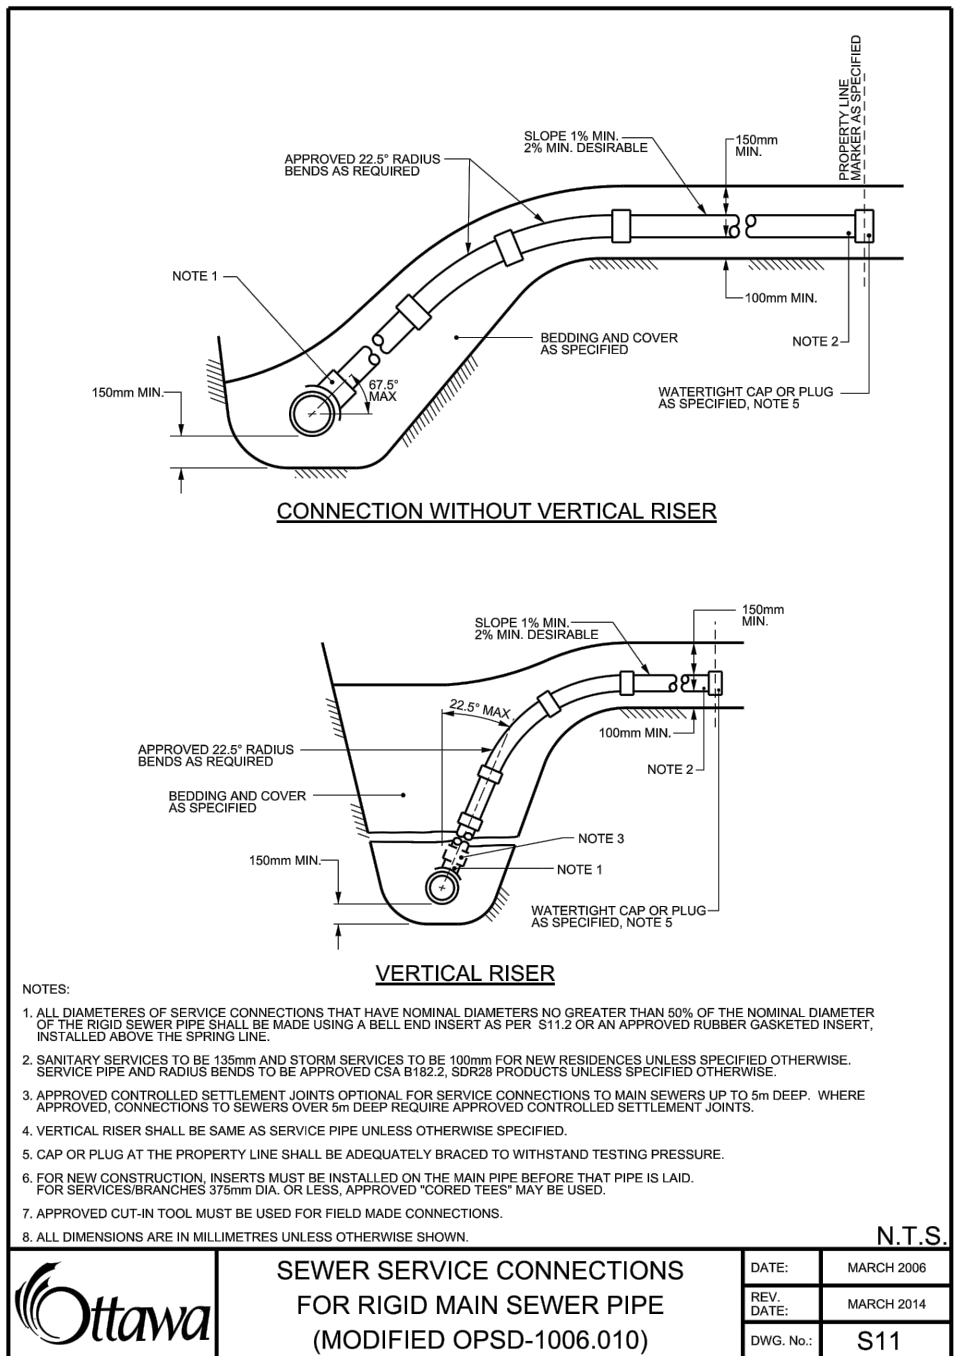 PROPERTY LINE
MARKER AS SPECIFIED
SLOPE 1% MIN.
2% MIN. DESIRABLE
150mm
MIN.
APPROVED 22.5° RADIUS
BENDS AS REQUIRED
NOTE 1
100mm MIN.
BEDDING AND COVER
AS SPECIFIED
NOTE 2
150mm MIN.
67.5°
MAX
WATERTIGHT CAP OR PLUG
AS SPECIFIED, NOTE 5
CONNECTION WITHOUT VERTICAL RISER
150mm
MIN.
SLOPE 1% MIN.
2% MIN. DESIRABLE
22.5° MAX.
100mm MIN.
APPROVED 22.5° RADIUS
BENDS AS REQUIRED
NOTE 2
BEDDING AND COVER
AS SPECIFIED
NOTE 3
150mm MIN.
NOTE 1
WATERTIGHT CAP OR PLUG
AS SPECIFIED, NOTE 5
VERTICAL RISER
NOTES:
1. ALL DIAMETERES OF SERVICE CONNECTIONS THAT HAVE NOMINAL DIAMETERS NO GREATER THAN 50% OF THE NOMINAL DIAMETER
OF THE RIGID SEWER PIPE SHALL BE MADE USING A BELL END INSERT AS PER S11.2 OR AN APPROVED RUBBER GASKETED INSERT,
INSTALLED ABOVE THE SPRING LINE.
2. SANITARY SERVICES TO BE 135mm AND STORM SERVICES TO BE 100mm FOR NEW RESIDENCES UNLESS SPECIFIED OTHERWISE.
SERVICE PIPE AND RADIUS BENDS TO BE APPROVED CSA B182.2, SDR28 PRODUCTS UNLESS SPECIFIED OTHERWISE.
3. APPROVED CONTROLLED SETTLEMENT JOINTS OPTIONAL FOR SERVICE CONNECTIONS TO MAIN SEWERS UP TO 5m DEEP. WHERE
APPROVED, CONNECTIONS TO SEWERS OVER 5m DEEP REQUIRE APPROVED CONTROLLED SETTLEMENT JOINTS.
4. VERTICAL RISER SHALL BE SAME AS SERVICE PIPE UNLESS OTHERWISE SPECIFIED.
5. CAP OR PLUG AT THE PROPERTY LINE SHALL BE ADEQUATELY BRACED TO WITHSTAND TESTING PRESSURE.
6. FOR NEW CONSTRUCTION, INSERTS MUST BE INSTALLED ON THE MAIN PIPE BEFORE THAT PIPE IS LAID.
FOR SERVICES/BRANCHES 375mm DIA. OR LESS, APPROVED "CORED TEES" MAY BE USED.
7. APPROVED CUT-IN TOOL MUST BE USED FOR FIELD MADE CONNECTIONS.
8. ALL DIMENSIONS ARE IN MILLIMETRES UNLESS OTHERWISE SHOWN.
N.T.S.
Ottawa
SEWER SERVICE CONNECTIONS
FOR RIGID MAIN SEWER PIPE
(MODIFIED OPSD-1006.010)
DATE: MARCH 2006
REV.
DATE: MARCH 2014
DWG. No.: S11